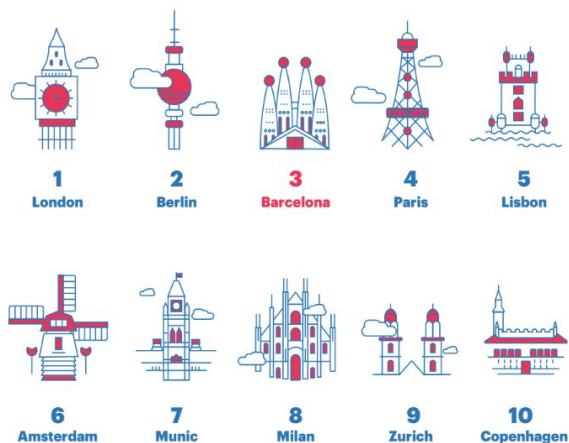 1
London
2
Berlin
3
Barcelona
4
Paris
5
Lisbon
6
Amsterdam
7
Munic
8
Milan
9
Zurich
10
Copenhagen